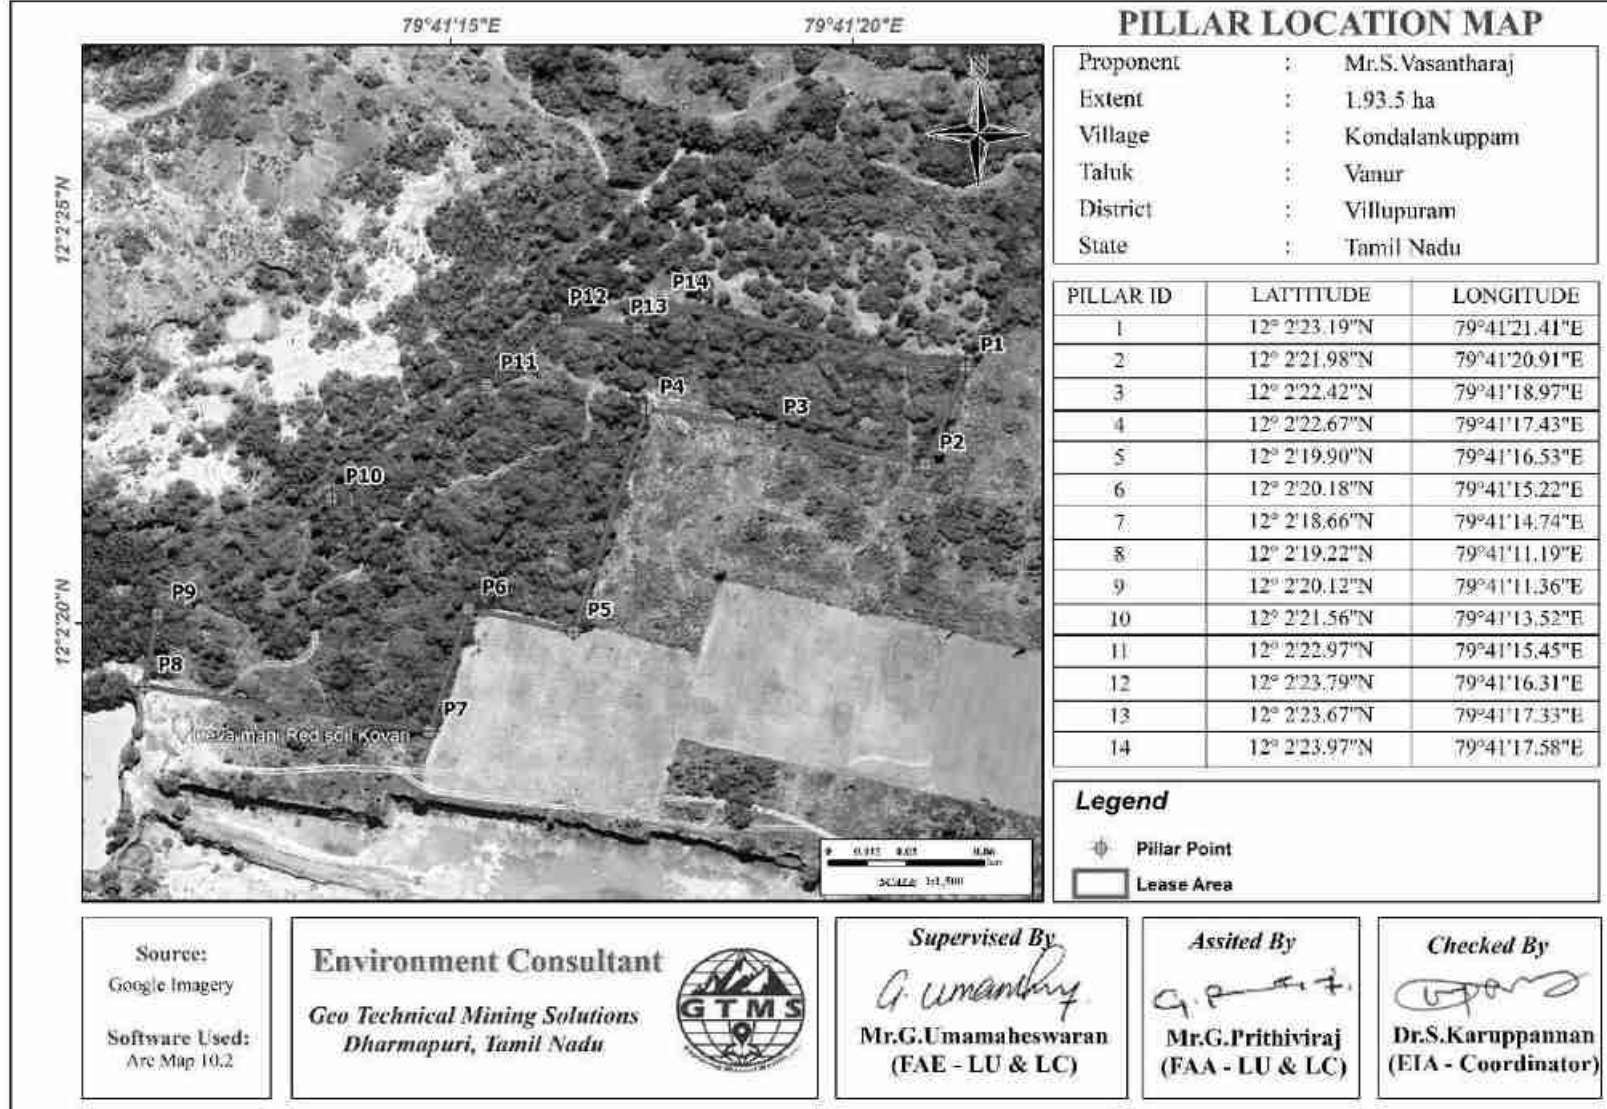 79°41'15"E
79°41'20"E
12°2'25"N
12°2'20"N
P14
P12
P13
P1
P11
P4
P3
P2
P10
P9
P6
P5
P8
P7
Red soil Kovan
0 0.03 0.06
SCALE 1:1,500
PILLAR LOCATION MAP
Proponent : Mr.S.Vasantharaj
Extent : 1.93.5 ha
Village : Kondalankuppam
Taluk : Vanur
District : Villupuram
State : Tamil Nadu
PILLAR ID LATTITUDE LONGITUDE
1 12° 2'23.19"N 79°41'21.41"E
2 12° 2'21.98"N 79°41'20.91"E
3 12° 2'22.42"N 79°41'18.97"E
4 12° 2'22.67"N 79°41'17.43"E
5 12° 2'19.90"N 79°41'16.53"E
6 12° 2'20.18"N 79°41'15.22"E
7 12° 2'18.66"N 79°41'14.74"E
8 12° 2'19.22"N 79°41'11.19"E
9 12° 2'20.12"N 79°41'11.36"E
10 12° 2'21.56"N 79°41'13.52"E
11 12° 2'22.97"N 79°41'15.45"E
12 12° 2'23.79"N 79°41'16.31"E
13 12° 2'23.67"N 79°41'17.33"E
14 12° 2'23.97"N 79°41'17.58"E
Legend
Pillar Point
Lease Area
Source:
Google Imagery
Software Used:
Arc Map 10.2
Environment Consultant
Geo Technical Mining Solutions
Dharmapuri, Tamil Nadu
GTMS
Supervised By
Mr.G.Umamaheswaran
(FAE - LU & LC)
Assited By
Mr.G.Prithiviraj
(FAA - LU & LC)
Checked By
Dr.S.Karuppannan
(EIA - Coordinator)